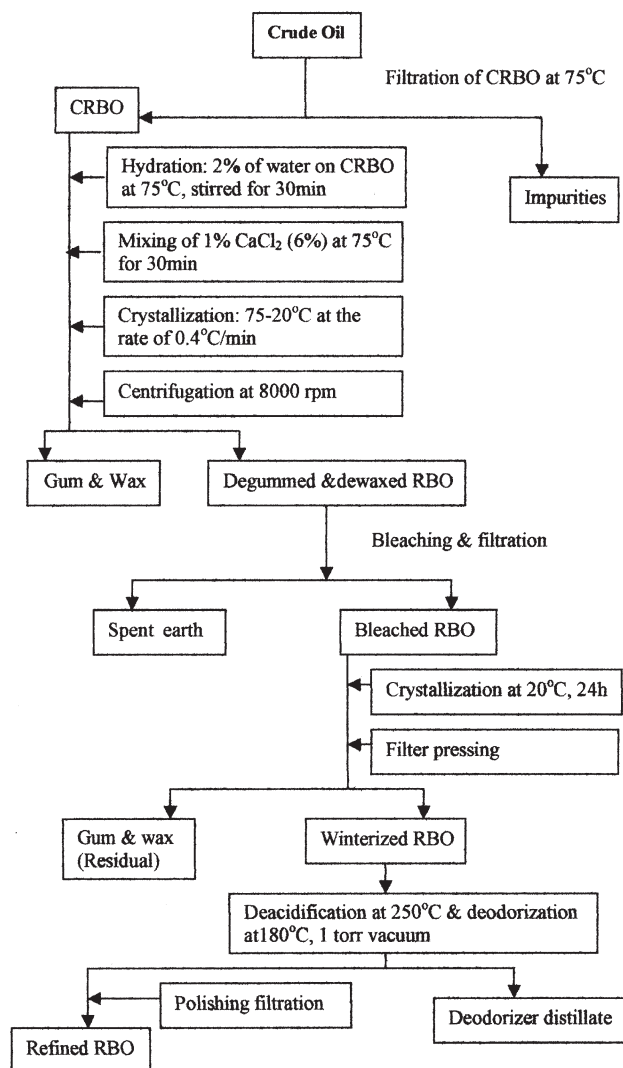 Crude Oil
Filtration of CRBO at 75°C
CRBO
Impurities
Hydration: 2% of water on CRBO
at 75°C, stirred for 30min
Mixing of 1% CaCl₂ (6%) at 75°C
for 30min
Crystallization: 75-20°C at the
rate of 0.4°C/min
Centrifugation at 8000 rpm
Gum & Wax
Degummed &dewaxed RBO
Bleaching & filtration
Spent earth
Bleached RBO
Crystallization at 20°C, 24h
Filter pressing
Gum & wax
(Residual)
Winterized RBO
Deacidification at 250°C & deodorization
at180°C, 1 torr vacuum
Polishing filtration
Deodorizer distillate
Refined RBO